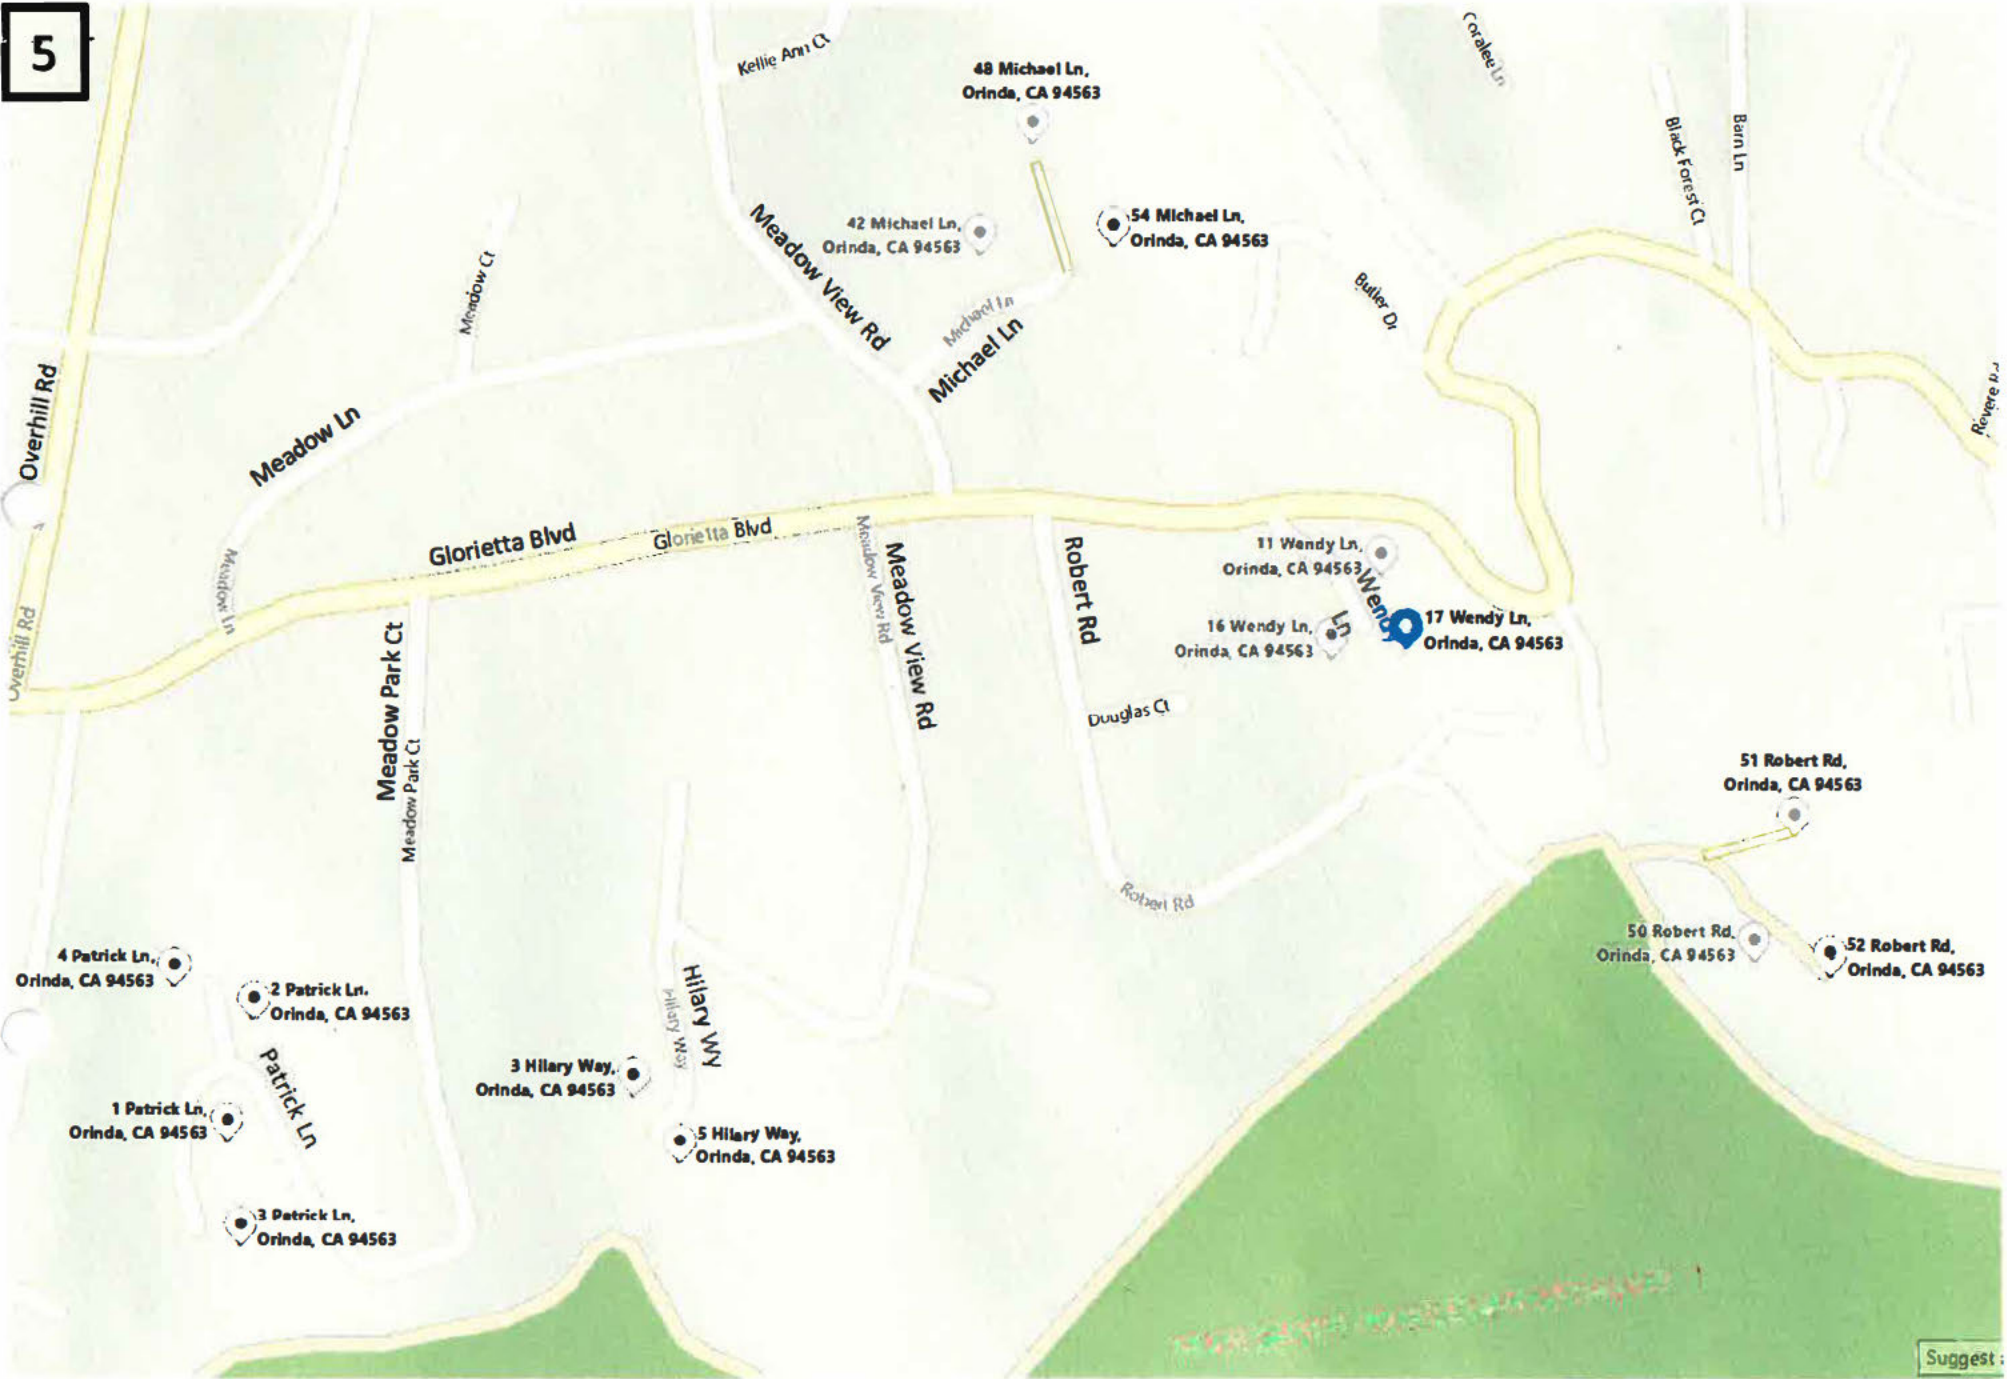 5
Kellie Ann Ct
48 Michael Ln,
Orinda, CA 94563
Coralee Ln
Black Forest Ct
Barn Ln
42 Michael Ln,
Orinda, CA 94563
54 Michael Ln,
Orinda, CA 94563
Meadow Ct
Meadow View Rd
Michael Ln
Michael Ln
Butler Dr
Revere Rd
Overhill Rd
Meadow Ln
Glorietta Blvd
Glorietta Blvd
Meadow Ln
Overhill Rd
Meadow View Rd
Meadow View Rd
Robert Rd
11 Wendy Ln,
Orinda, CA 94563
Wendy
Ln
16 Wendy Ln,
Orinda, CA 94563
17 Wendy Ln,
Orinda, CA 94563
Meadow Park Ct
Meadow Park Ct
Douglas Ct
51 Robert Rd,
Orinda, CA 94563
Robert Rd
50 Robert Rd,
Orinda, CA 94563
52 Robert Rd,
Orinda, CA 94563
4 Patrick Ln,
Orinda, CA 94563
2 Patrick Ln.
Orinda, CA 94563
Hilary WY
Hilary Way
3 Hilary Way,
Orinda, CA 94563
Patrick Ln
1 Patrick Ln,
Orinda, CA 94563
5 Hilary Way,
Orinda, CA 94563
3 Patrick Ln,
Orinda, CA 94563
Suggest